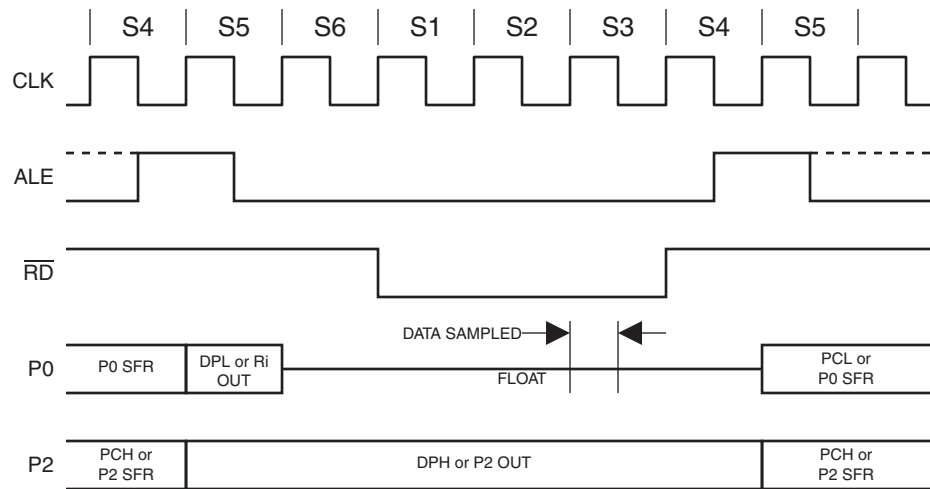 S4 S5 S6 S1 S2 S3 S4 S5
CLK
ALE
RD
DATA SAMPLED
P0
P0 SFR
DPL or Ri
OUT
FLOAT
PCL or
P0 SFR
P2
PCH or
P2 SFR
DPH or P2 OUT
PCH or
P2 SFR